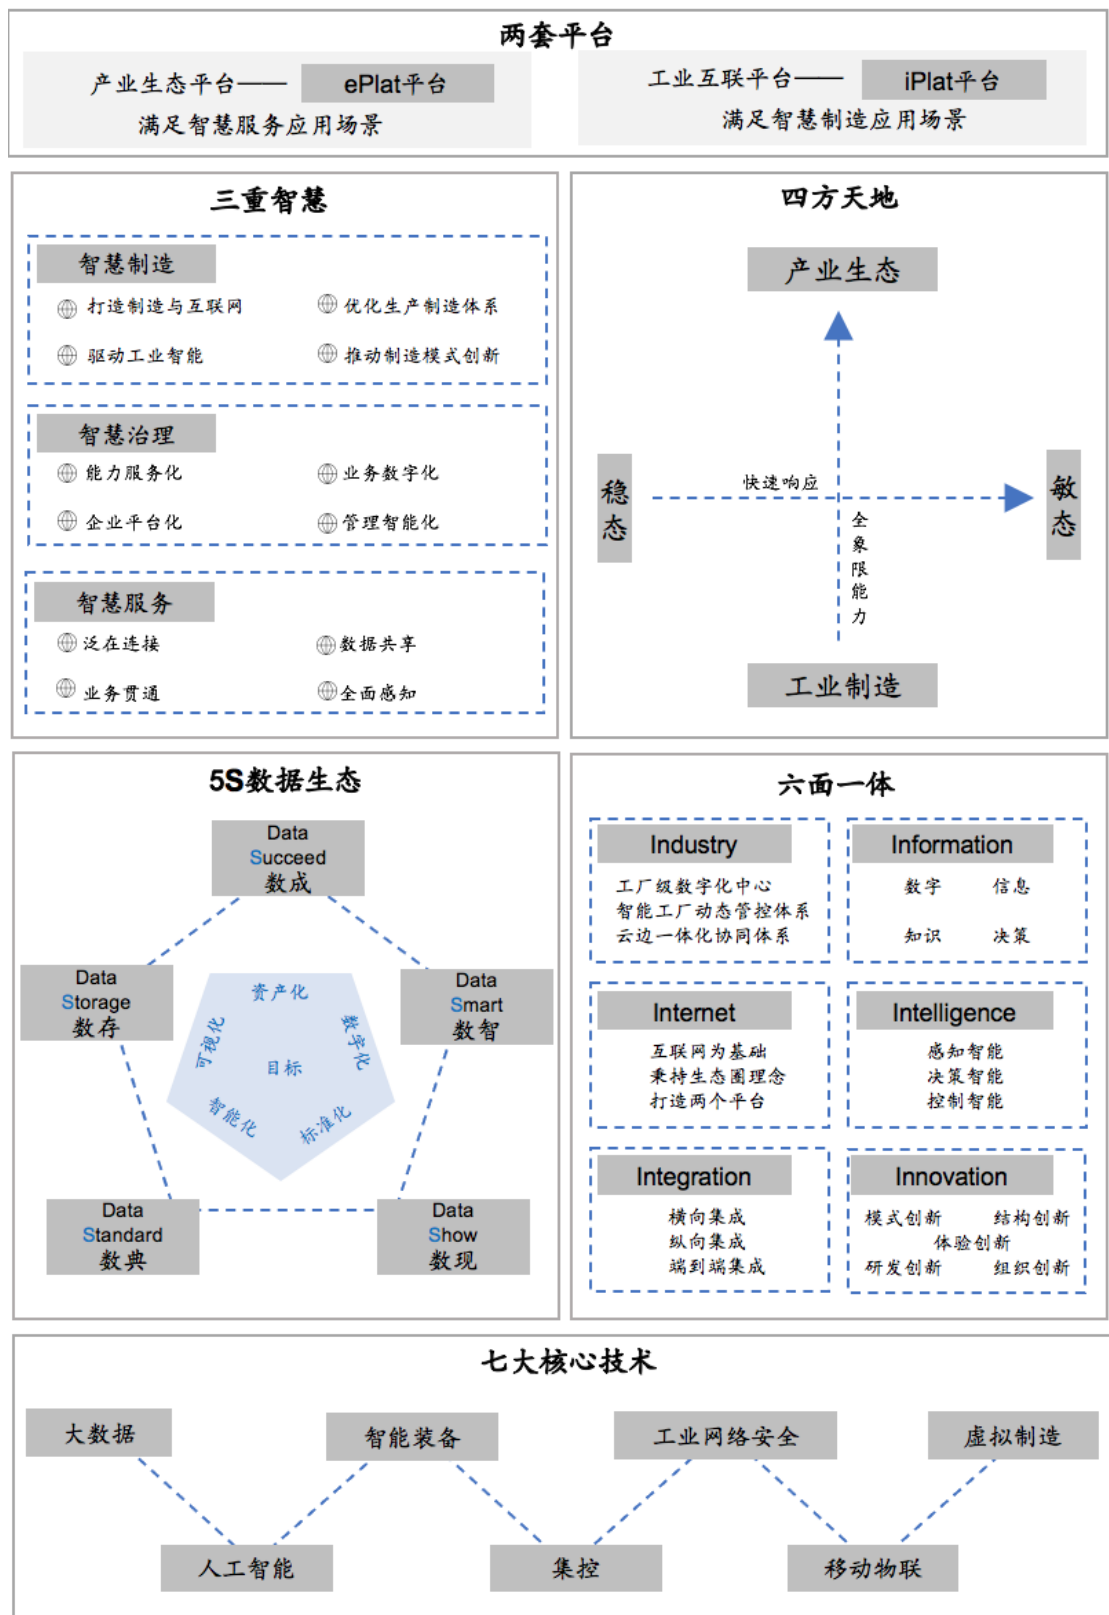 两套平台
产业生态平台—— ePlat平台
满足智慧服务应用场景
工业互联平台—— iPlat平台
满足智慧制造应用场景
三重智慧
智慧制造
打造制造与互联网
优化生产制造体系
驱动工业智能
推动制造模式创新
智慧治理
能力服务化
业务数字化
企业平台化
管理智能化
智慧服务
泛在连接
数据共享
业务贯通
全面感知
四方天地
产业生态
稳态
快速响应
敏态
全象限能力
工业制造
5S数据生态
Data
Succeed
数成
Data
Storage
数存
Data
Smart
数智
资产化
可视化
数字化
目标
智能化
标准化
Data
Standard
数典
Data
Show
数现
六面一体
Industry
工厂级数字化中心
智能工厂动态管控体系
云边一体化协同体系
Information
数字 信息
知识 决策
Internet
互联网为基础
秉持生态圈理念
打造两个平台
Intelligence
感知智能
决策智能
控制智能
Integration
横向集成
纵向集成
端到端集成
Innovation
模式创新 结构创新
体验创新
研发创新 组织创新
七大核心技术
大数据
智能装备
工业网络安全
虚拟制造
人工智能
集控
移动物联